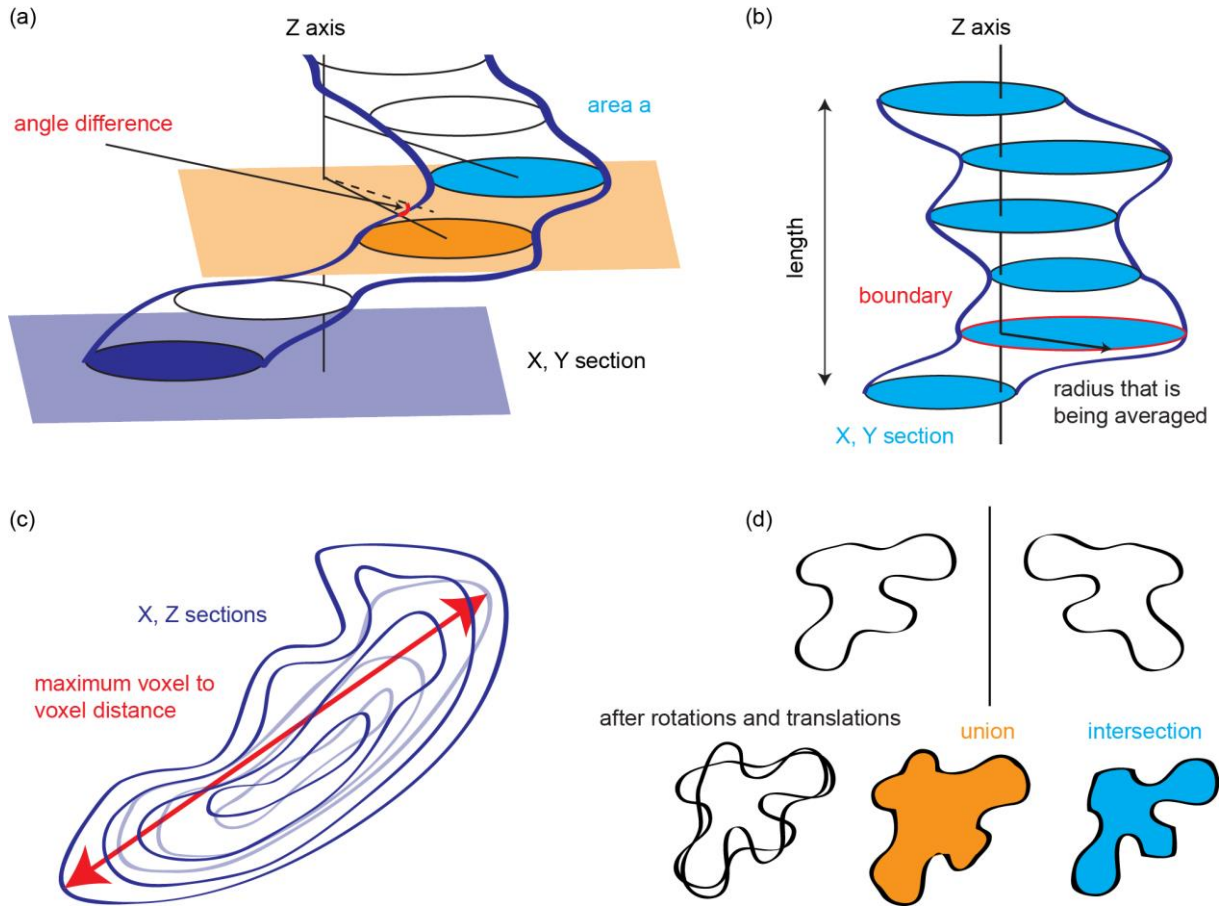 (a)
Z axis
area a
angle difference
X, Y section
(b)
Z axis
length
boundary
radius that is
being averaged
X, Y section
(c)
X, Z sections
maximum voxel to
voxel distance
(d)
after rotations and translations
union
intersection